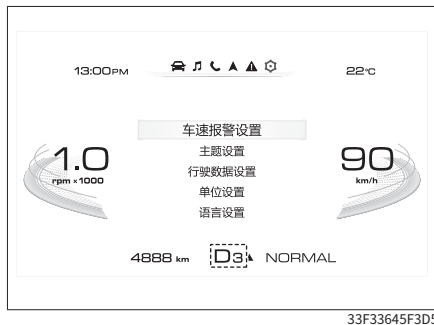 13:00PM 22°C
车速报警设置
主题设置
1.0 行驶数据设置 90
rpm × 1000 单位设置 km/h
语言设置
4888 km D3 NORMAL
33F33645F3D5